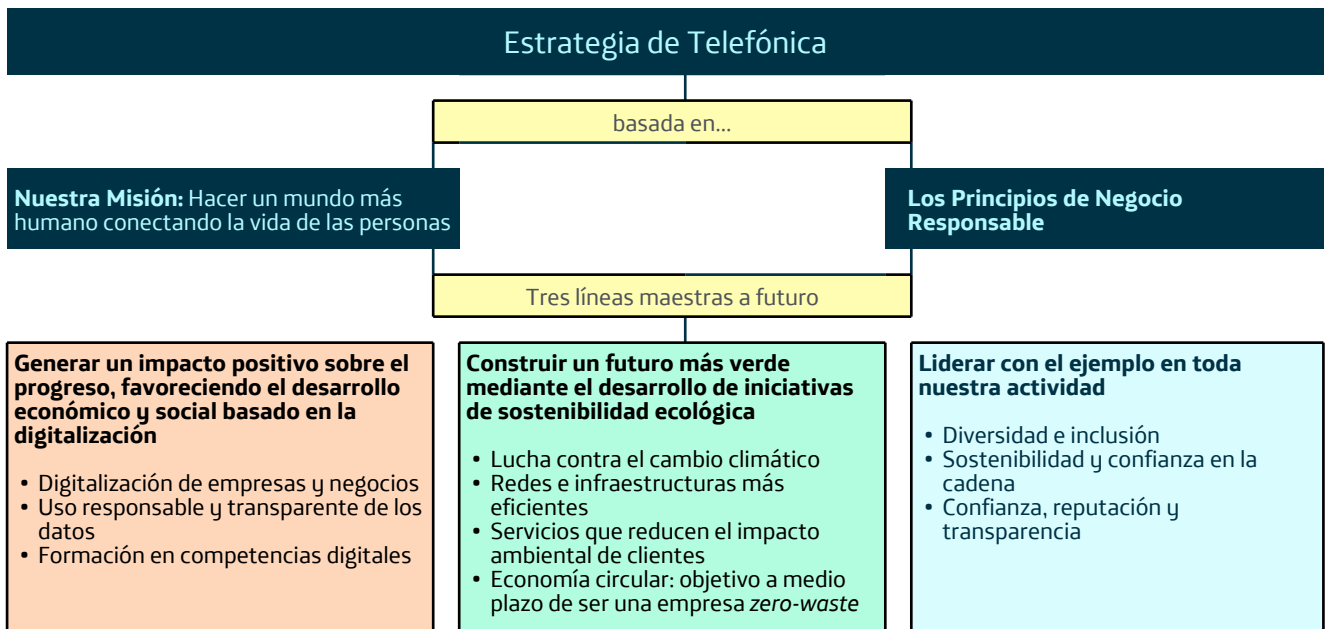 Estrategia de Telefónica
basada en...
Nuestra Misión: Hacer un mundo más
humano conectando la vida de las personas
Los Principios de Negocio
Responsable
Tres líneas maestras a futuro
Generar un impacto positivo sobre el
progreso, favoreciendo el desarrollo
económico y social basado en la
digitalización
• Digitalización de empresas y negocios
• Uso responsable y transparente de los
datos
• Formación en competencias digitales
Construir un futuro más verde
mediante el desarrollo de iniciativas
de sostenibilidad ecológica
• Lucha contra el cambio climático
• Redes e infraestructuras más
eficientes
• Servicios que reducen el impacto
ambiental de clientes
• Economía circular: objetivo a medio
plazo de ser una empresa zero-waste
Liderar con el ejemplo en toda
nuestra actividad
• Diversidad e inclusión
• Sostenibilidad y confianza en la
cadena
• Confianza, reputación y
transparencia